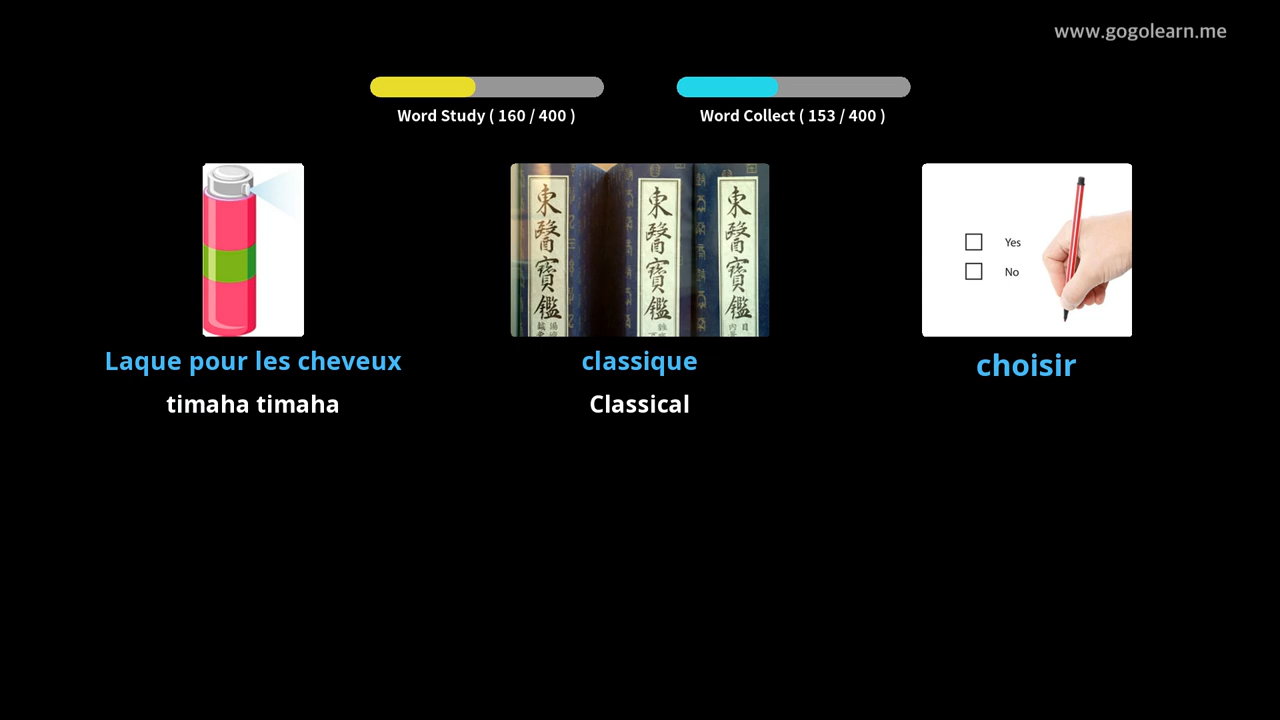 www.gogolearn.me
Word Study ( 160 / 400 )
Word Collect ( 153 / 400 )
東醫寶鑑
東醫寶鑑
東醫寶鑑
Yes
No
Laque pour les cheveux
classique
choisir
timaha timaha
Classical